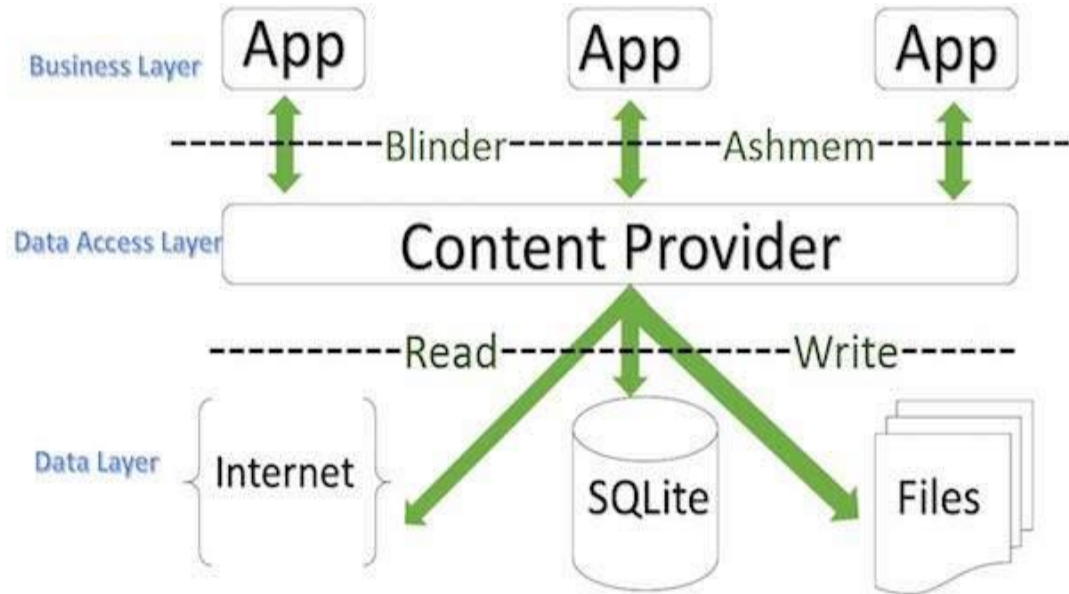 App App App
Business Layer
Blinder Ashmem
Data Access Layer
Content Provider
Read Write
Data Layer
Internet
SQLite
Files